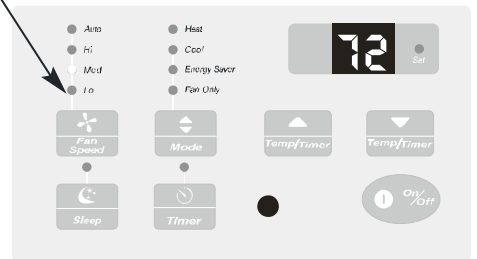 Auto
Hi
Med
Lo
Heat
Cool
Energy Saver
Fan Only
72
Set
Fan
Speed
Mode
Temp/Timer
Temp/Timer
Sleep
Timer
On/Off